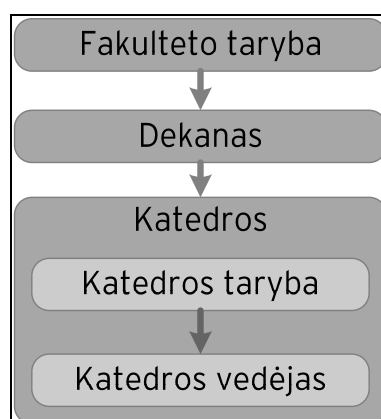 Fakulteto taryba
Dekanas
Katedros
Katedros taryba
Katedros vedėjas